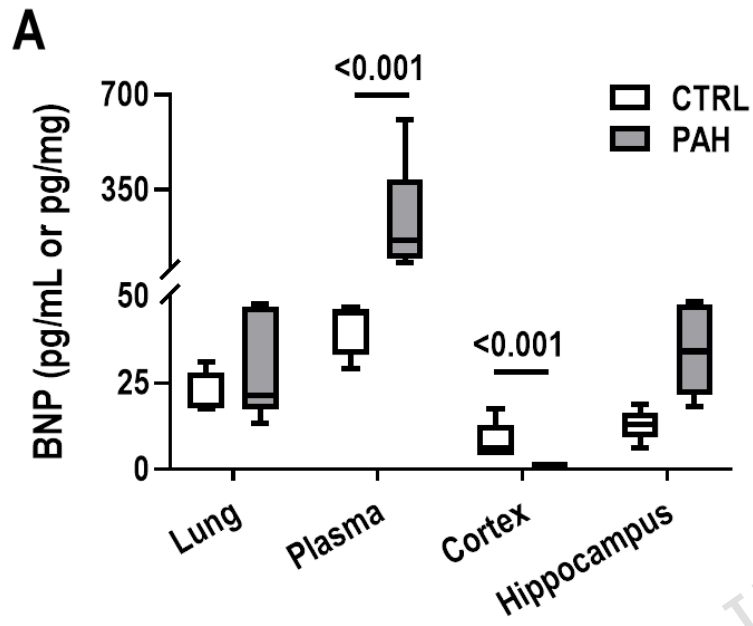 A
<0.001
700
CTRL
PAH
350
BNP (pg/mL or pg/mg)
50
<0.001
25
0
Lung
Plasma
Cortex
Hippocampus